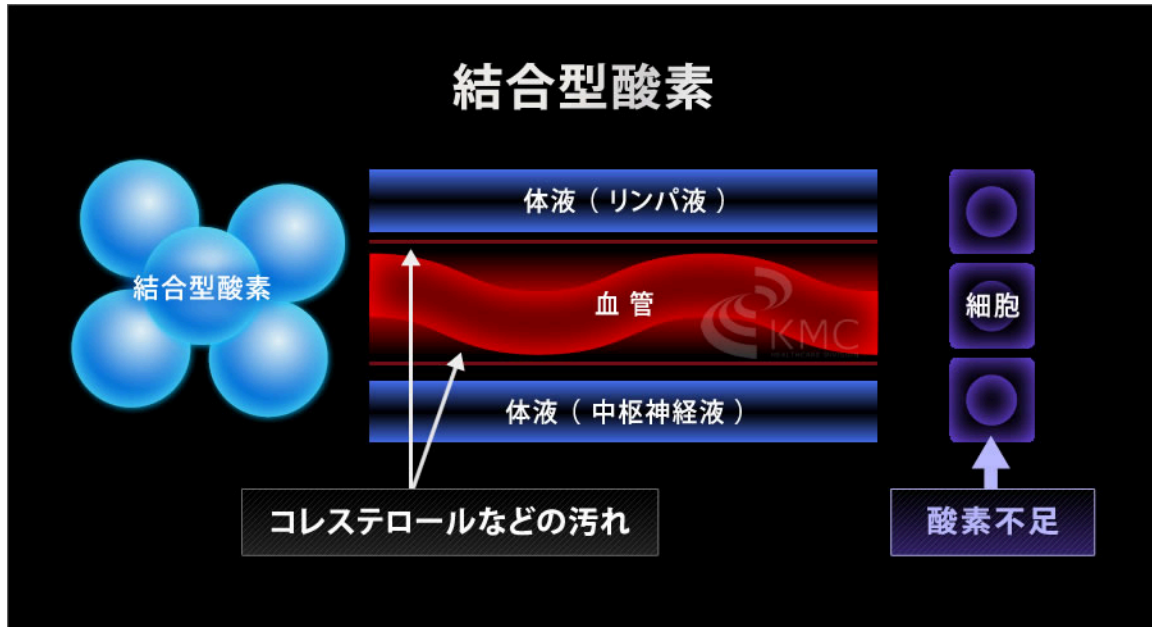 結合型酸素
体液（リンパ液）
結合型酸素
血管
細胞
KMC
体液（中枢神経液）
コレステロールなどの汚れ
酸素不足